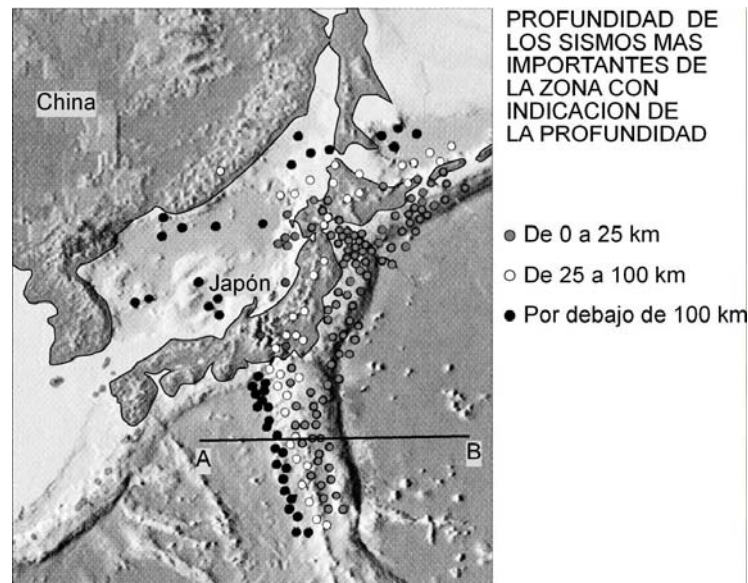 PROFUNDIDAD DE
LOS SISMOS MAS
IMPORTANTES DE
LA ZONA CON
INDICACION DE
LA PROFUNDIDAD
China
Japón
De 0 a 25 km
De 25 a 100 km
Por debajo de 100 km
A
B